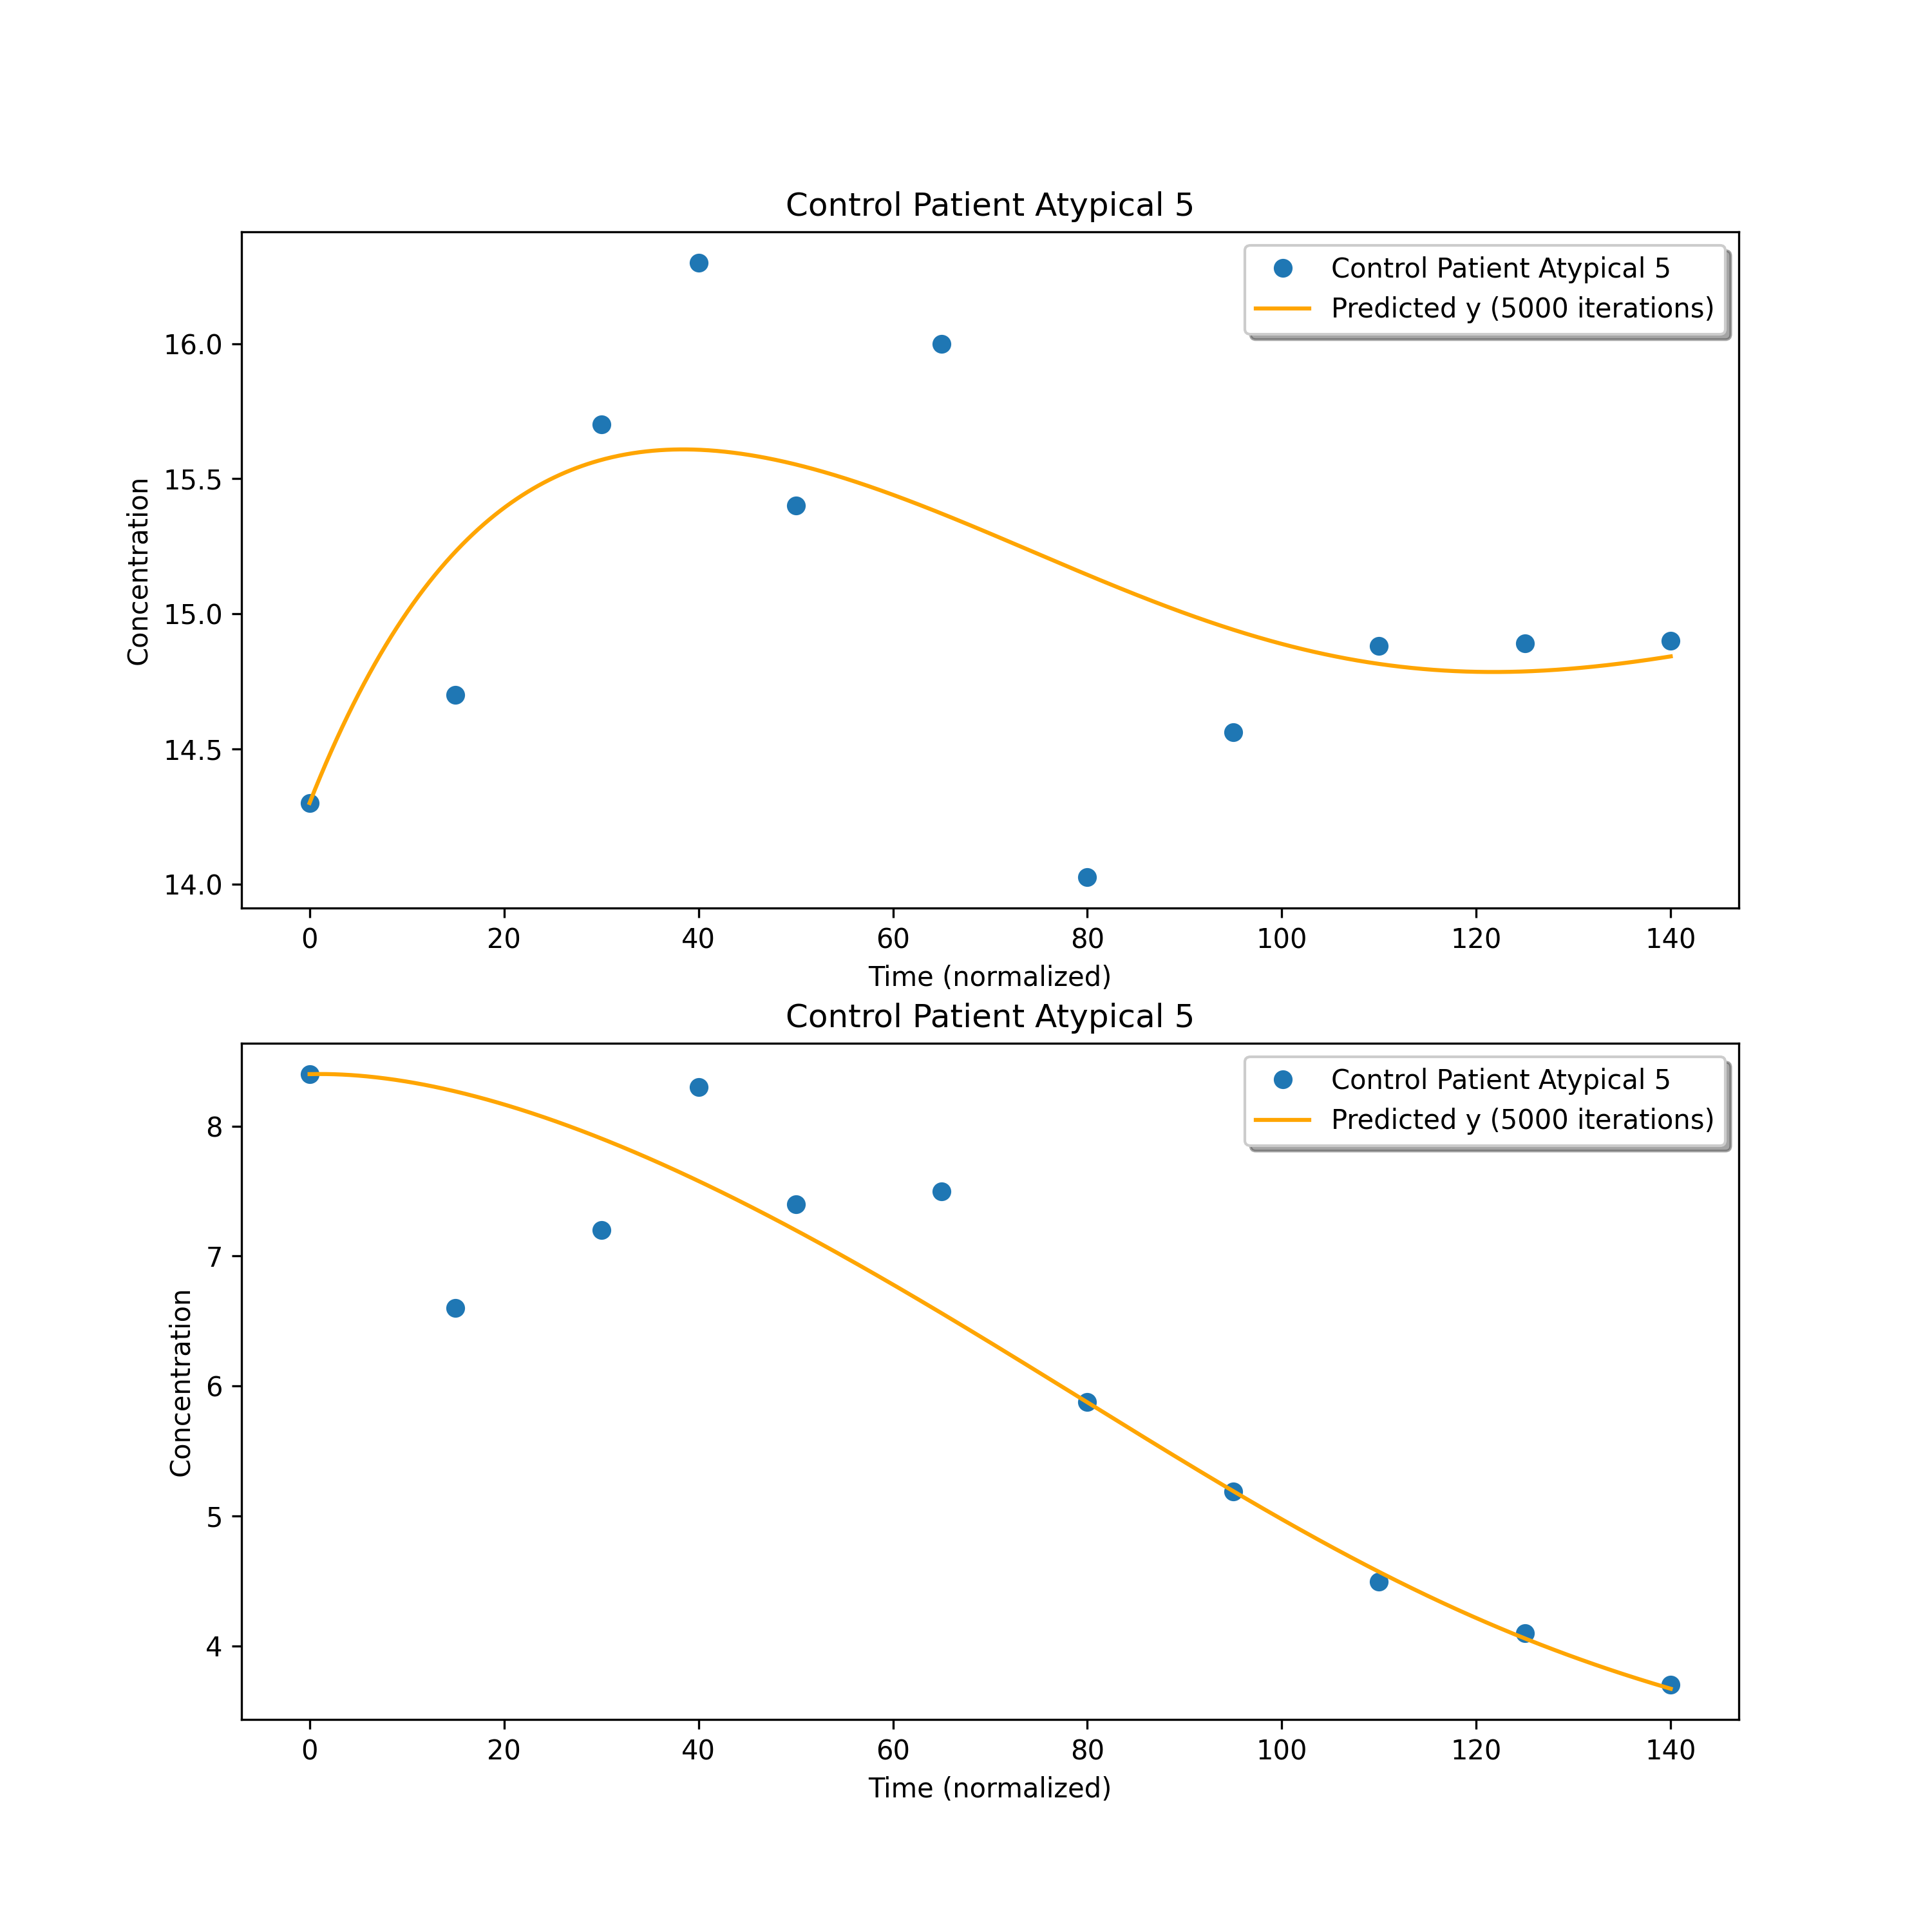 Control Patient Atypical 5
Control Patient Atypical 5
Predicted y (5000 iterations)
16.0
15.5
15.0
14.5
14.0
Concentration
0 20 40 60 80 100 120 140
Time (normalized)
Control Patient Atypical 5
Control Patient Atypical 5
Predicted y (5000 iterations)
8
7
6
5
4
Concentration
0 20 40 60 80 100 120 140
Time (normalized)